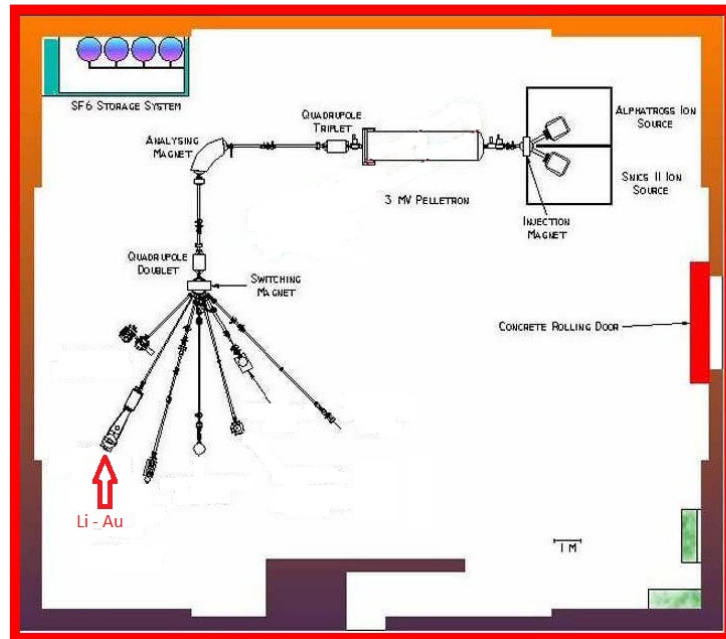 SF6 STORAGE SYSTEM
ANALYSING
MAGNET
QUADRUPOLE
TRIPLET
3 MV PELLETRON
ALPHATROSS ION
SOURCE
SNICS II ION
SOURCE
INJECTION
MAGNET
QUADRUPOLE
DOUBLET
SWITCHING
MAGNET
CONCRETE ROLLING DOOR
Li - Au
1 M